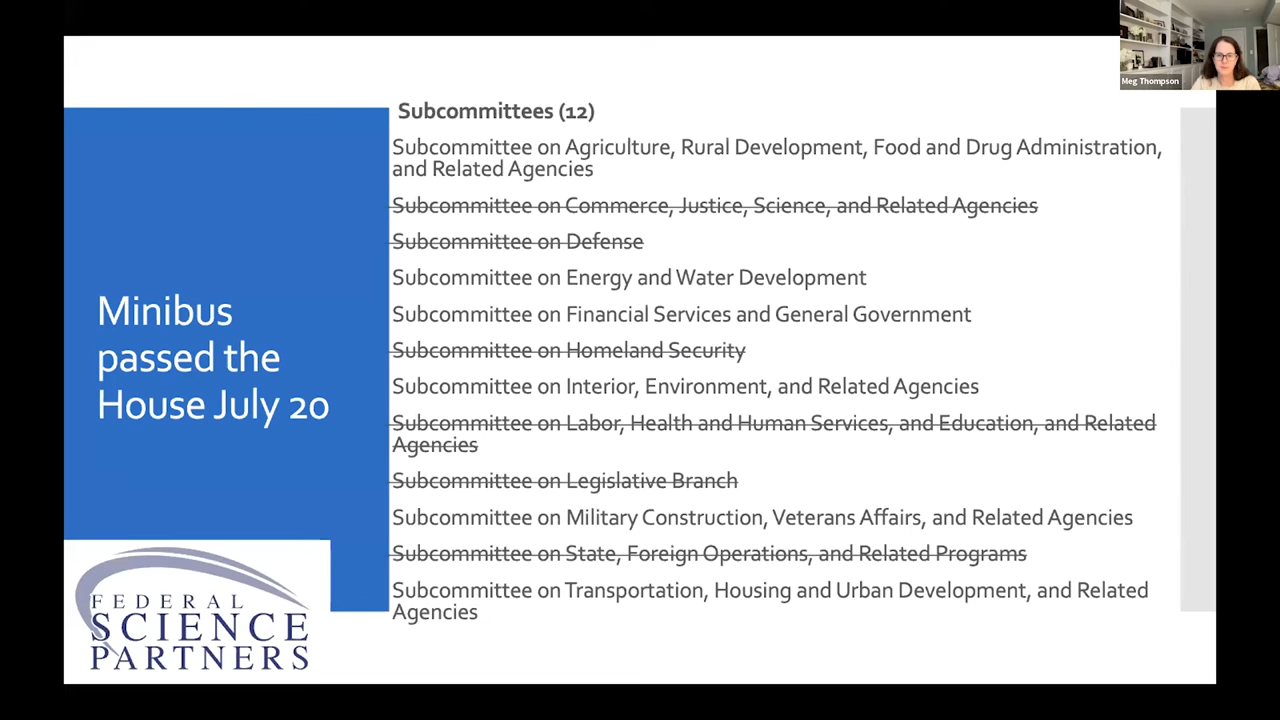 Meg Thompson
Subcommittees (12)
Subcommittee on Agriculture, Rural Development, Food and Drug Administration,
and Related Agencies
Subcommittee on Commerce, Justice, Science, and Related Agencies
Subcommittee on Defense
Subcommittee on Energy and Water Development
Subcommittee on Financial Services and General Government
Subcommittee on Homeland Security
Subcommittee on Interior, Environment, and Related Agencies
Subcommittee on Labor, Health and Human Services, and Education, and Related
Agencies
Subcommittee on Legislative Branch
Subcommittee on Military Construction, Veterans Affairs, and Related Agencies
Subcommittee on State, Foreign Operations, and Related Programs
Subcommittee on Transportation, Housing and Urban Development, and Related
Agencies
Minibus
passed the
House July 20
FEDERAL
SCIENCE
PARTNERS